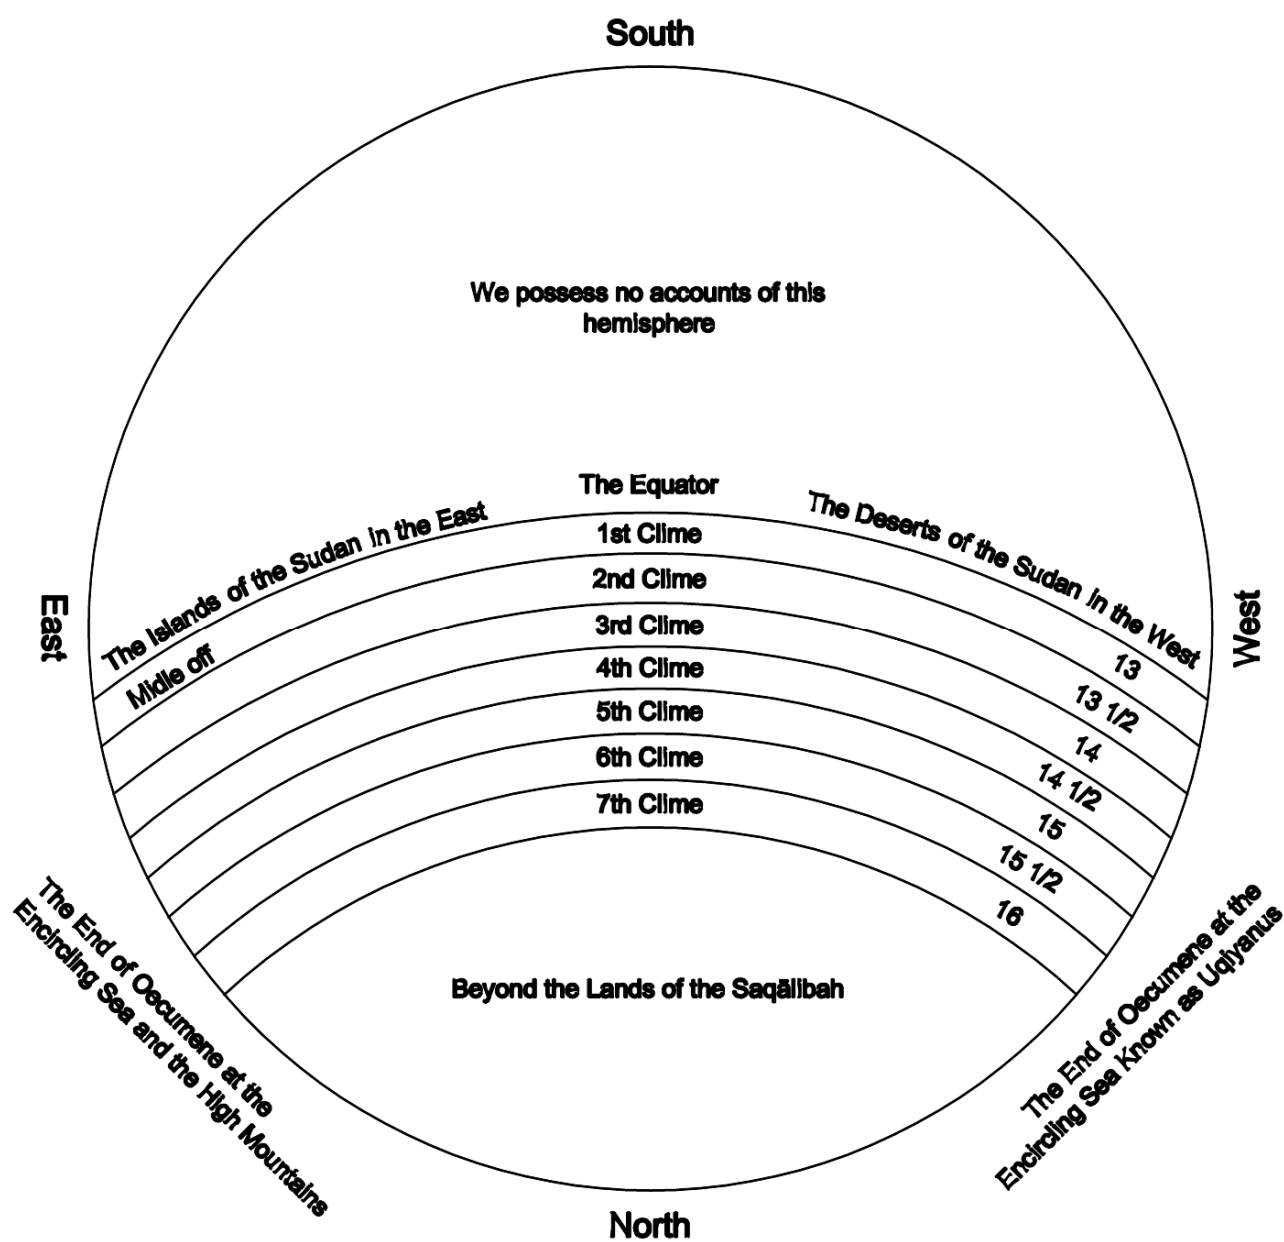 South
We possess no accounts of this
hemisphere
The Equator
The Islands of the Sudan in the East
The Deserts of the Sudan in the West
East
West
Midle off
1st Clime
13
2nd Clime
13 1/2
3rd Clime
14
4th Clime
14 1/2
5th Clime
15
6th Clime
15 1/2
7th Clime
16
Beyond the Lands of the Saqālibah
The End of Oecumene at the
Encircling Sea and the High Mountains
The End of Oecumene at the
Encircling Sea Known as Uqiyanus
North